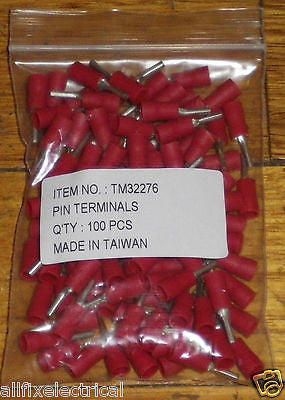 ITEM NO. : TM32276
PIN TERMINALS
Q'TY : 100 PCS
MADE IN TAIWAN
allfixelectrical